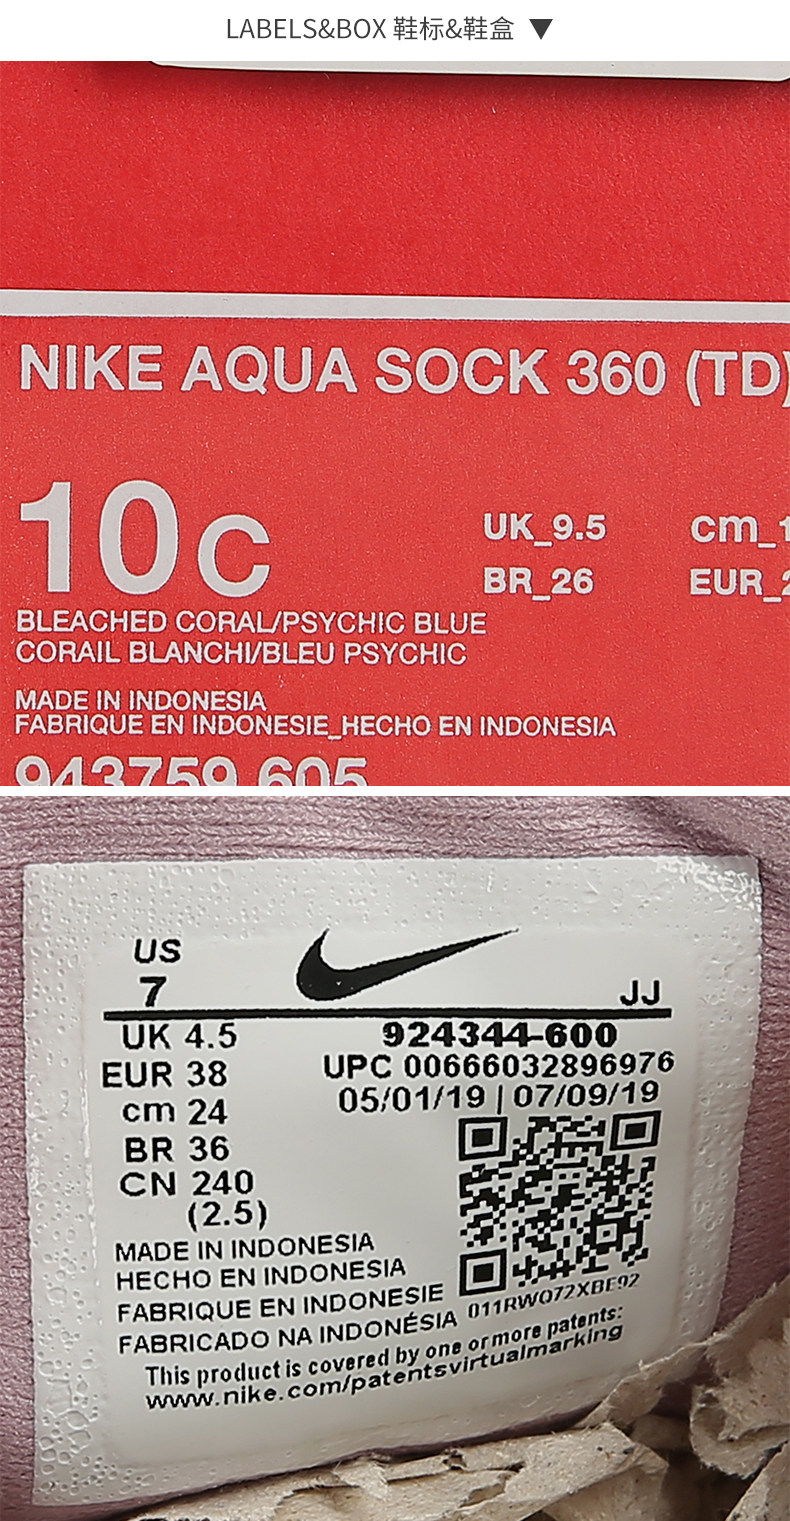 LABELS&BOX 鞋标&鞋盒 ▼
NIKE AQUA SOCK 360 (TD)
10C
UK_9.5
BR_26
BLEACHED CORAL/PSYCHIC BLUE
CORAIL BLANCHI/BLEU PSYCHIC
MADE IN INDONESIA
FABRIQUE EN INDONESIE_HECHO EN INDONESIA
943759 605
US
7
JJ
UK 4.5
924344-600
EUR 38
UPC 00666032896976
cm 24
05/01/19 | 07/09/19
BR 36
CN 240
(2.5)
MADE IN INDONESIA
HECHO EN INDONESIA
FABRIQUE EN INDONESIE
FABRICADO NA INDONÉSIA
011RWO72XBE92
This product is covered by one or more patents:
www.nike.com/patentsvirtualmarking